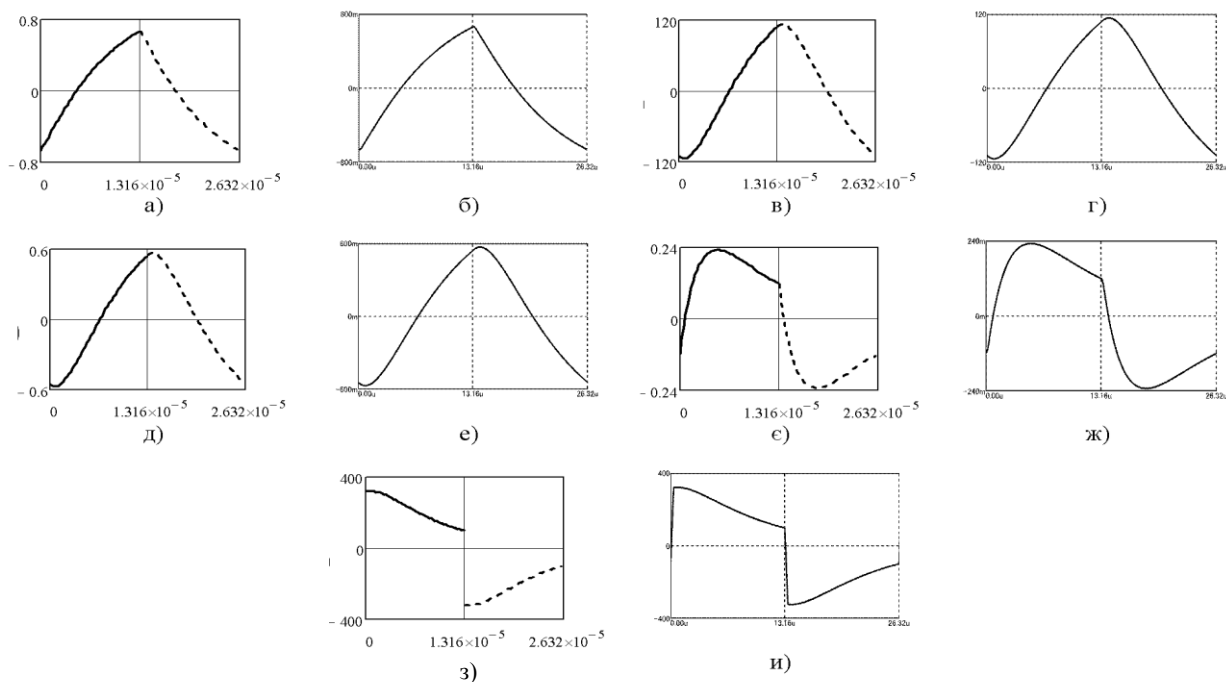 0.8
0
− 0.8
0
1.316×10⁻⁵
2.632×10⁻⁵
а)
800m
0m
-800m
0.00u
13.16u
26.32u
б)
120
0
− 120
0
1.316×10⁻⁵
2.632×10⁻⁵
в)
120
0
-120
0.00u
13.16u
26.32u
г)
0.6
0
− 0.6
0
1.316×10⁻⁵
2.632×10⁻⁵
д)
600m
0m
-600m
0.00u
13.16u
26.32u
е)
0.24
0
− 0.24
0
1.316×10⁻⁵
2.632×10⁻⁵
є)
240m
0m
-240m
0.00u
13.16u
26.32u
ж)
400
0
− 400
0
1.316×10⁻⁵
2.632×10⁻⁵
з)
400
0
-400
0.00u
13.16u
26.32u
и)